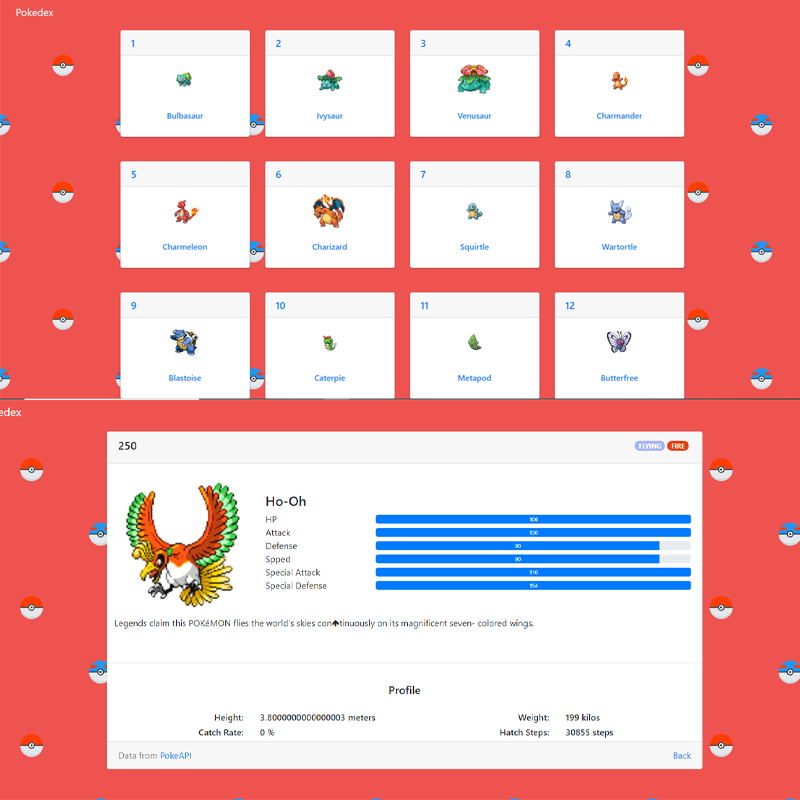 Pokedex
1 2 3 4
Bulbasaur Ivysaur Venusaur Charmander
5 6 7 8
Charmeleon Charizard Squirtle Wartortle
9 10 11 12
Blastoise Caterpie Metapod Butterfree
edex
250 FLYING FIRE
Ho-Oh
HP 106
Attack 130
Defense 90
Spped 90
Special Attack 110
Special Defense 154
Legends claim this POKéMON flies the world's skies con🡅tinuously on its magnificent seven- colored wings.
Profile
Height: 3.8000000000000003 meters Weight: 199 kilos
Catch Rate: 0 % Hatch Steps: 30855 steps
Data from PokeAPI Back